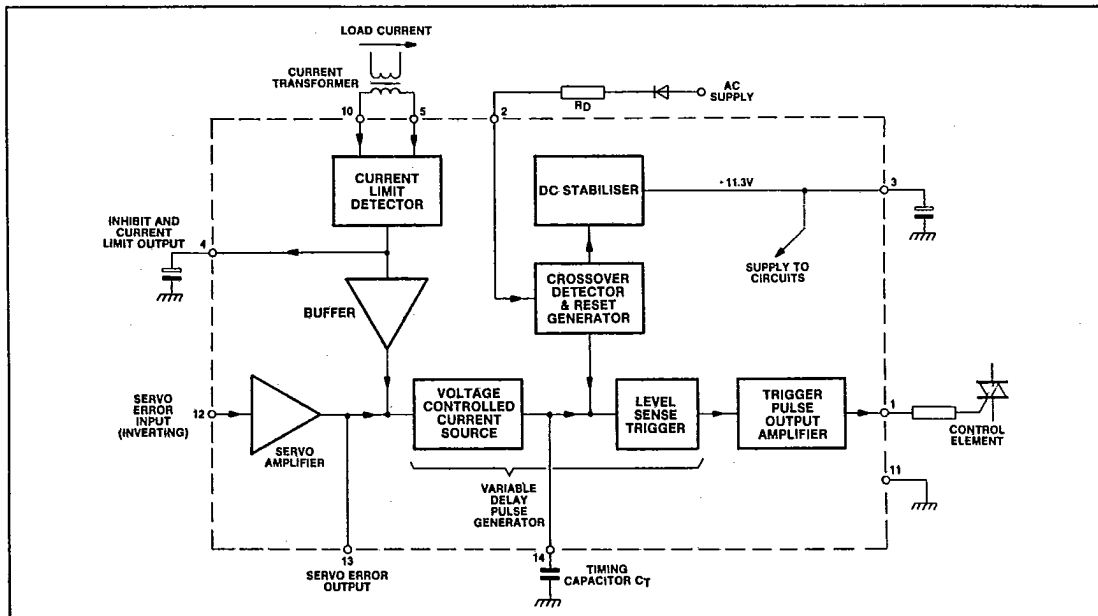 LOAD CURRENT
CURRENT
TRANSFORMER
10
5
2
RD
AC
SUPPLY
CURRENT
LIMIT
DETECTOR
DC STABILISER
+11.3V
3
INHIBIT AND
CURRENT
LIMIT OUTPUT
4
SUPPLY TO
CIRCUITS
CROSSOVER
DETECTOR
& RESET
GENERATOR
BUFFER
SERVO
ERROR
INPUT
(INVERTING)
12
SERVO
AMPLIFIER
VOLTAGE
CONTROLLED
CURRENT
SOURCE
LEVEL
SENSE
TRIGGER
TRIGGER
PULSE
OUTPUT
AMPLIFIER
1
CONTROL
ELEMENT
11
VARIABLE
DELAY
PULSE
GENERATOR
13
SERVO ERROR
OUTPUT
14
TIMING
CAPACITOR CT